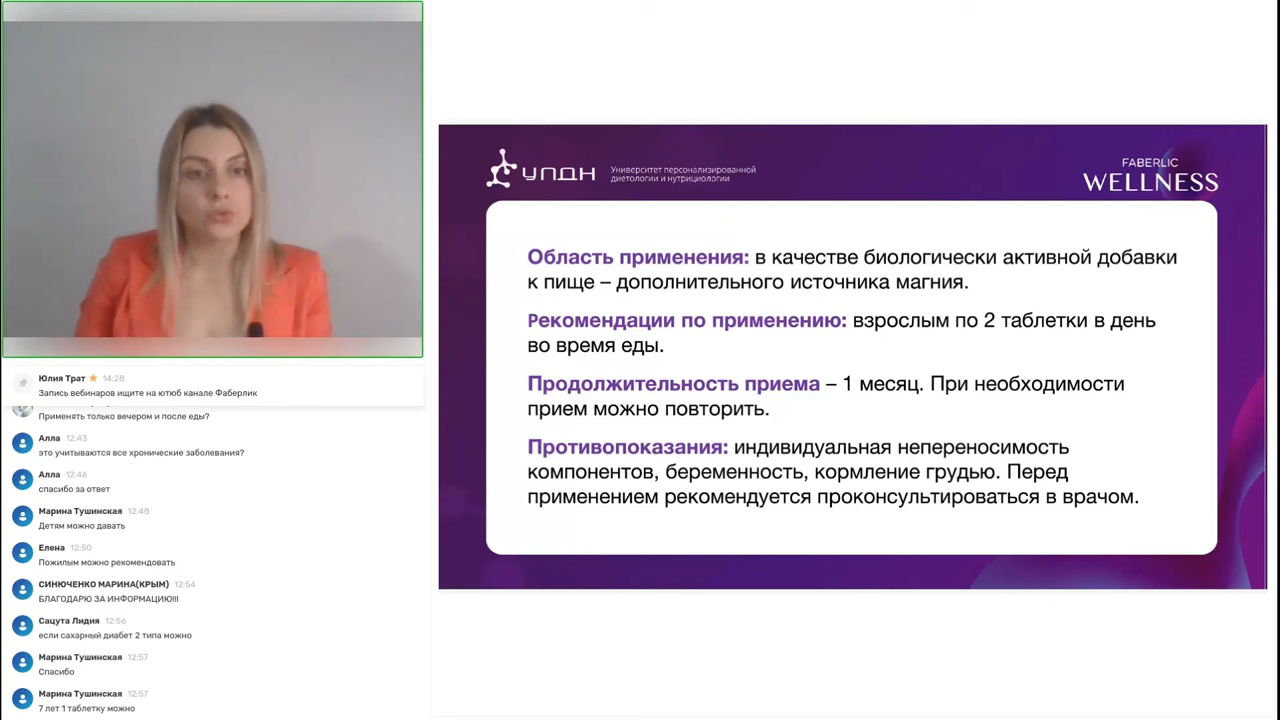 Юлия Трат 14:28
Запись вебинаров ищите на ютюб канале Фаберлик
Применять только вечером и после еды?
Алла 12:43
это учитываются все хронические заболевания?
Алла 12:46
спасибо за ответ
Марина Тушинская 12:48
Детям можно давать
Елена 12:50
Пожилым можно рекомендовать
СИНЮЧЕНКО МАРИНА(КРЫМ) 12:54
БЛАГОДАРЮ ЗА ИНФОРМАЦИЮ!!!
Сацута Лидия 12:56
если сахарный диабет 2 типа можно
Марина Тушинская 12:57
Спасибо
Марина Тушинская 12:57
7 лет 1 таблетку можно
УПДН
Университет персонализированной
диетологии и нутрициологии
FABERLIC
WELLNESS
Область применения: в качестве биологически активной добавки
к пище – дополнительного источника магния.
Рекомендации по применению: взрослым по 2 таблетки в день
во время еды.
Продолжительность приема – 1 месяц. При необходимости
прием можно повторить.
Противопоказания: индивидуальная непереносимость
компонентов, беременность, кормление грудью. Перед
применением рекомендуется проконсультироваться в врачом.